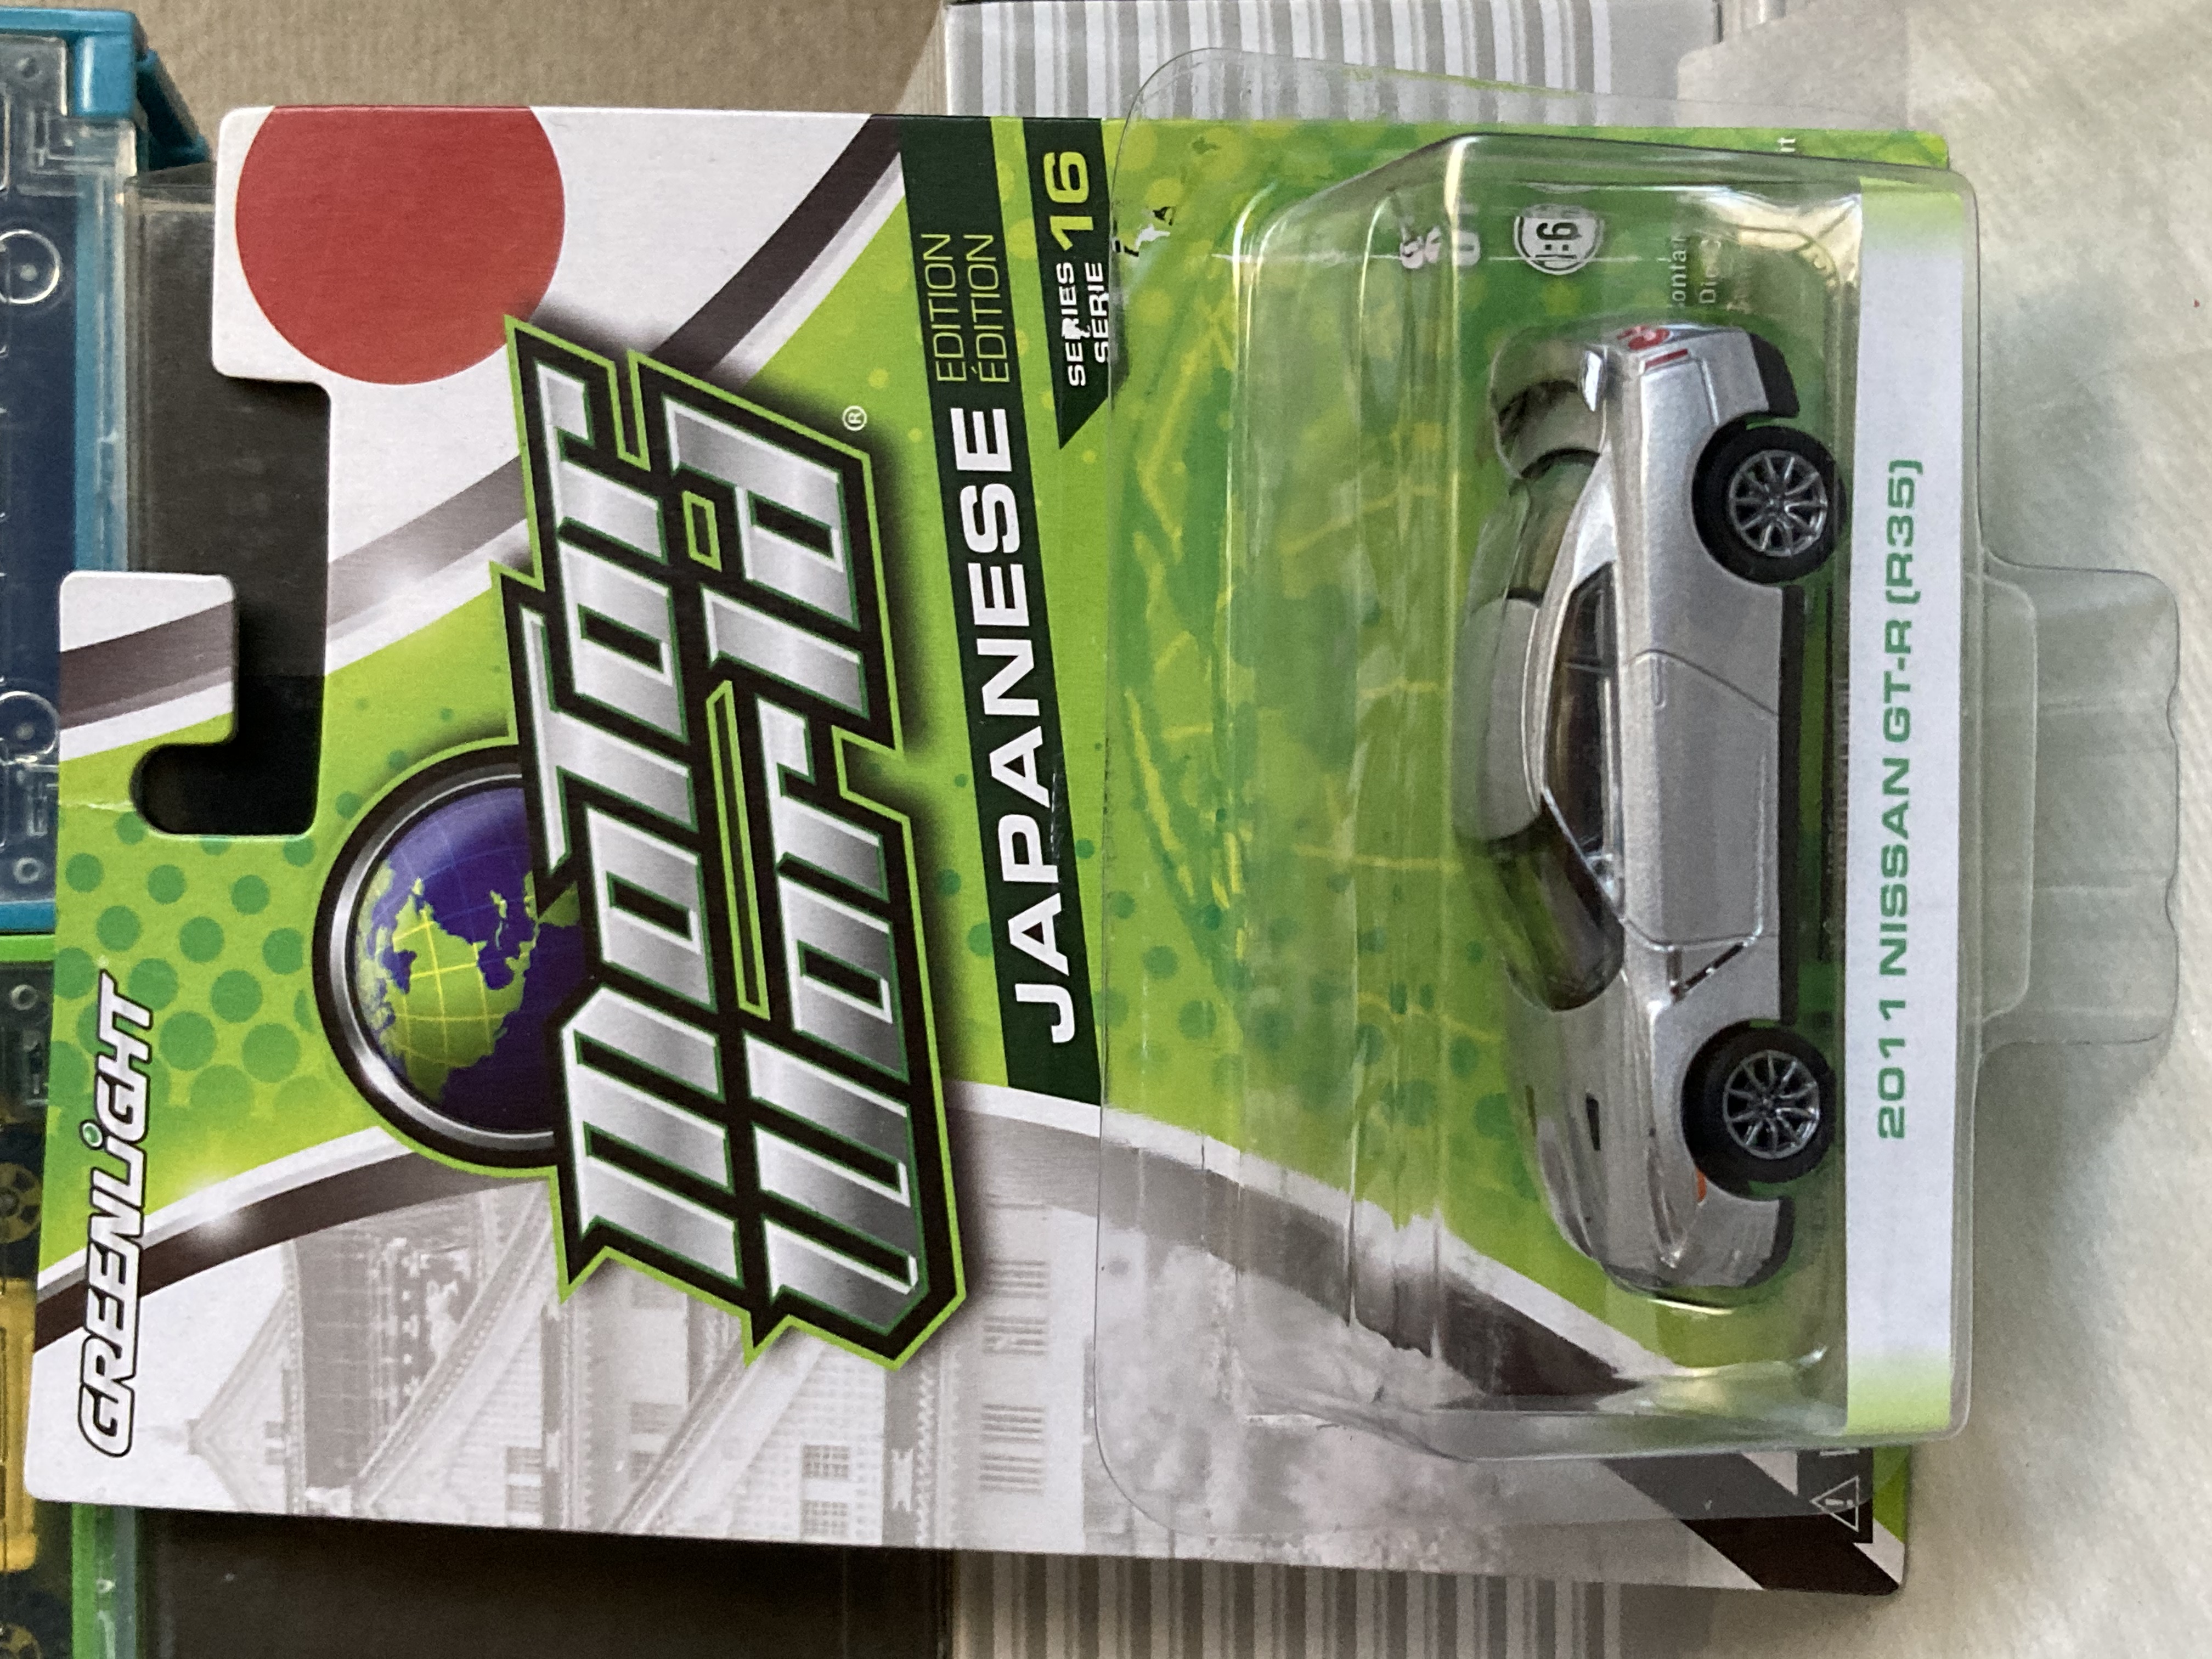 GREENLiGHT
MoTor
World®
JAPANESE
EDITION
ÉDITION
SERIES
SÉRIE
16
2011 NISSAN GT-R (R35)